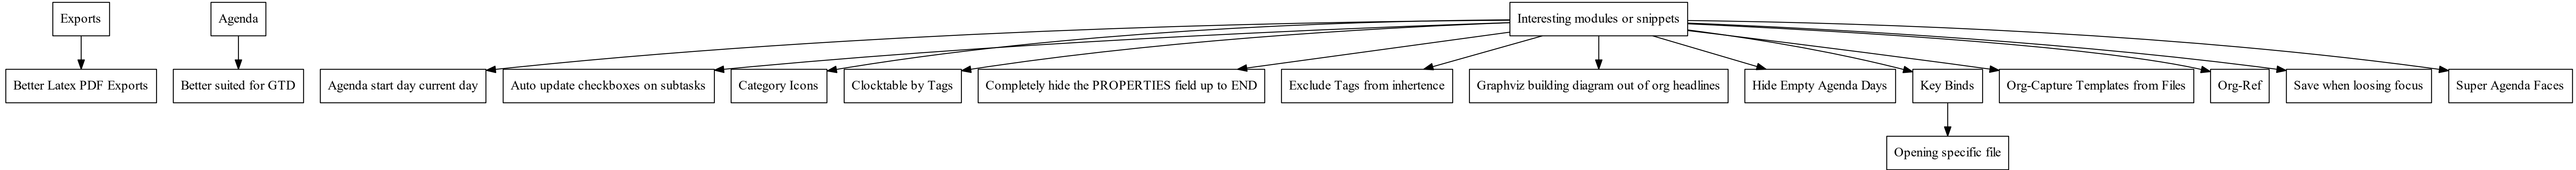 Exports
Agenda
Interesting modules or snippets
Better Latex PDF Exports
Better suited for GTD
Agenda start day current day
Auto update checkboxes on subtasks
Category Icons
Clocktable by Tags
Completely hide the PROPERTIES field up to END
Exclude Tags from inhertence
Graphviz building diagram out of org headlines
Hide Empty Agenda Days
Key Binds
Org-Capture Templates from Files
Org-Ref
Save when loosing focus
Super Agenda Faces
Opening specific file